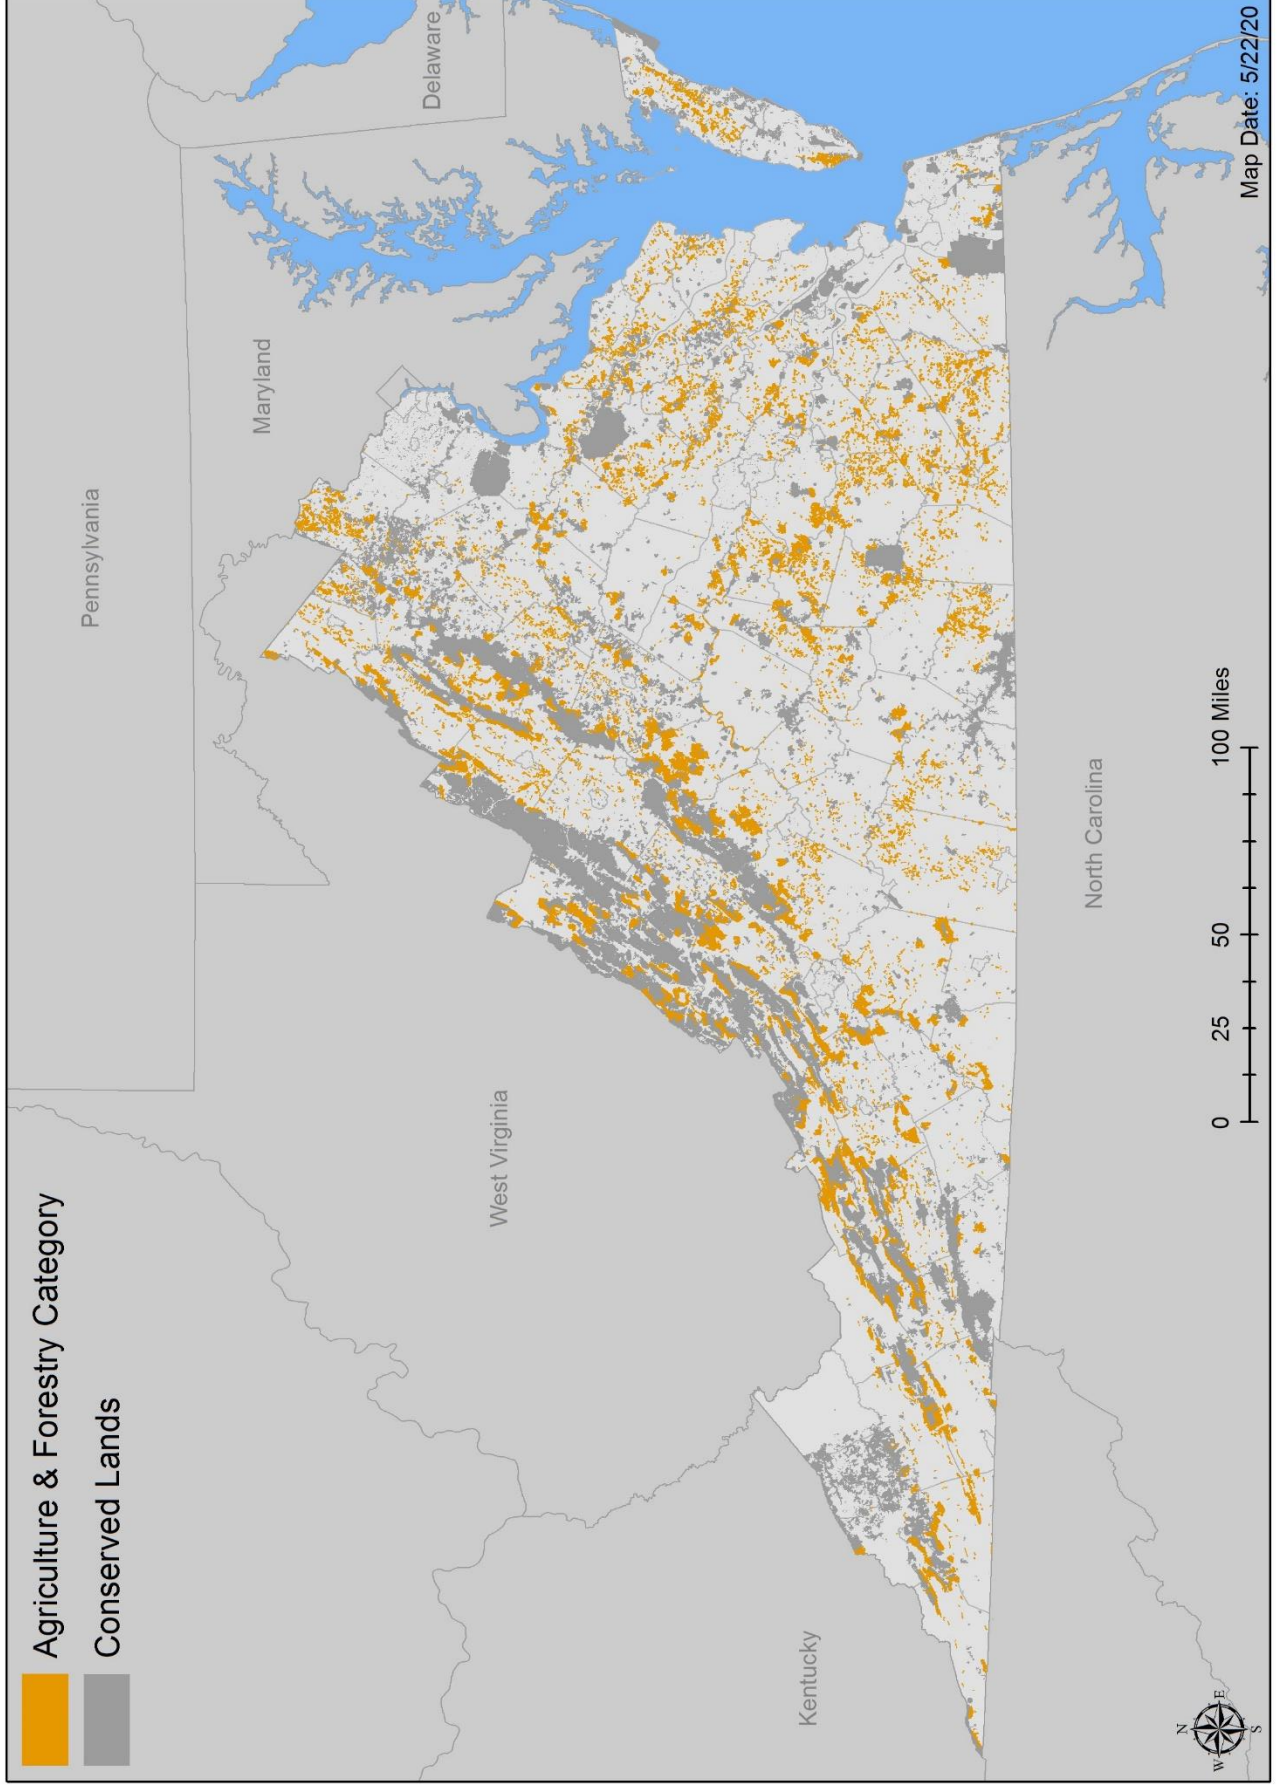 Agriculture & Forestry Category
Conserved Lands
Pennsylvania
Maryland
Delaware
West Virginia
Kentucky
North Carolina
N
W
E
S
0
25
50
100 Miles
Map Date: 5/22/20